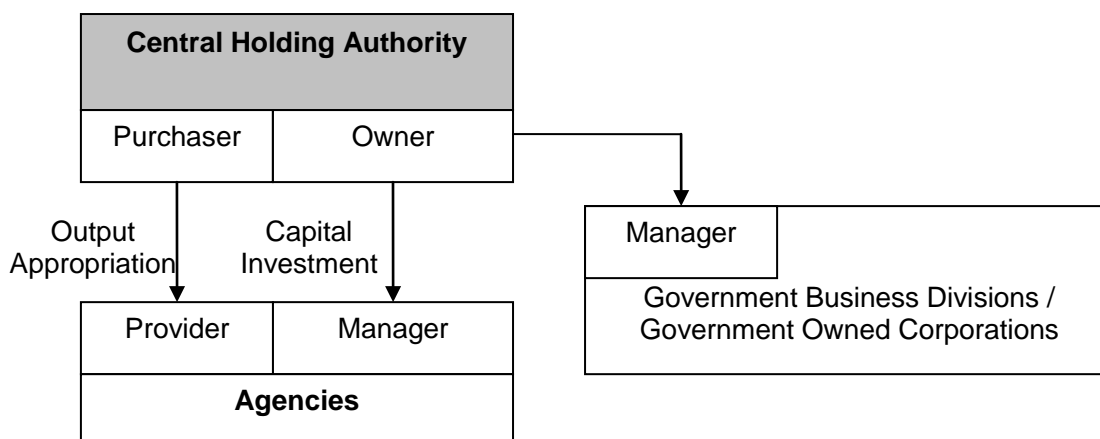 Central Holding Authority
Purchaser
Owner
Output
Appropriation
Capital
Investment
Manager
Government Business Divisions /
Government Owned Corporations
Provider
Manager
Agencies